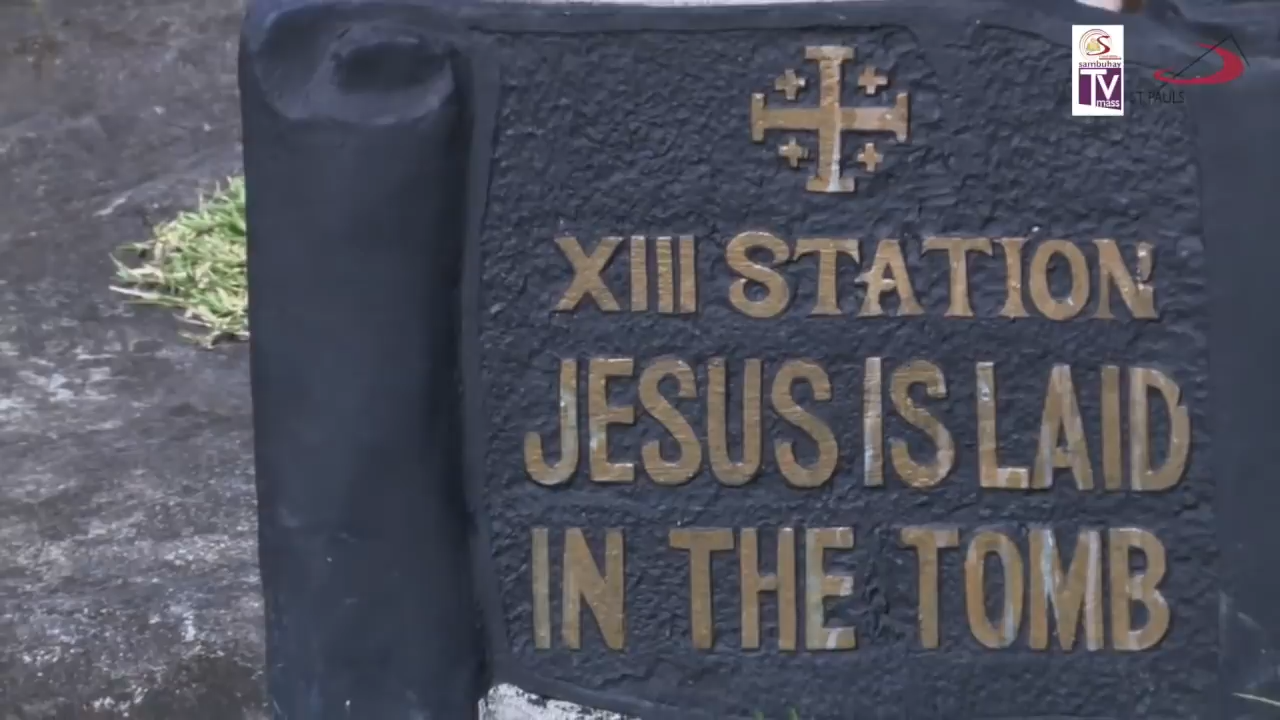 sambuhay
TV
mass
ST PAULS
XIII STATION
JESUS IS LAID
IN THE TOMB